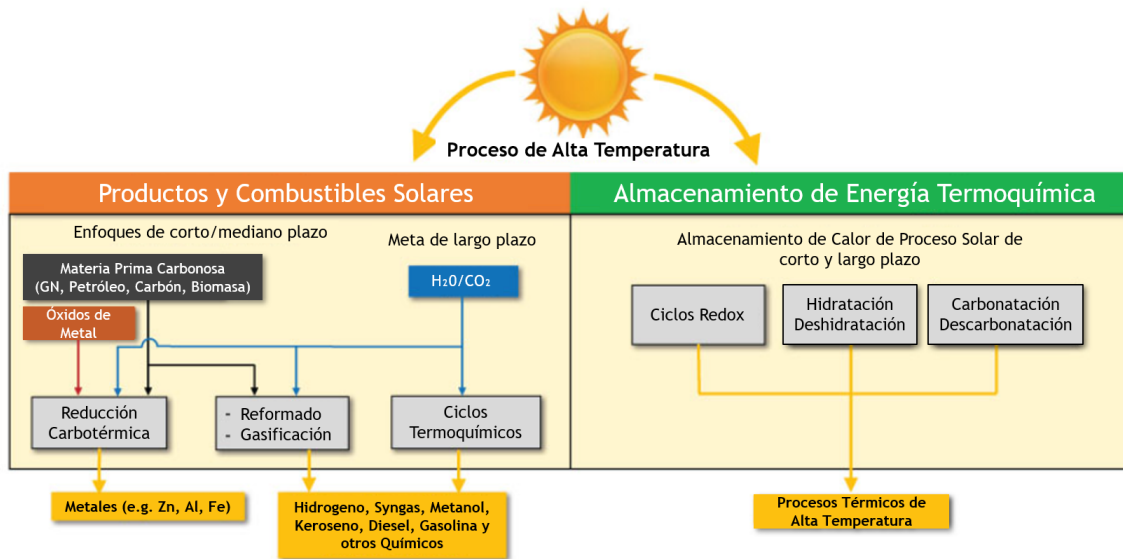 Proceso de Alta Temperatura
Productos y Combustibles Solares
Almacenamiento de Energía Termoquímica
Enfoques de corto/mediano plazo
Meta de largo plazo
Materia Prima Carbonosa
(GN, Petróleo, Carbón, Biomasa)
H₂0/CO₂
Óxidos de
Metal
Reducción
Carbotérmica
- Reformado
- Gasificación
Ciclos
Termoquímicos
Metales (e.g. Zn, Al, Fe)
Hidrogeno, Syngas, Metanol,
Keroseno, Diesel, Gasolina y
otros Químicos
Almacenamiento de Calor de Proceso Solar de
corto y largo plazo
Ciclos Redox
Hidratación
Deshidratación
Carbonatación
Descarbonatación
Procesos Térmicos de
Alta Temperatura